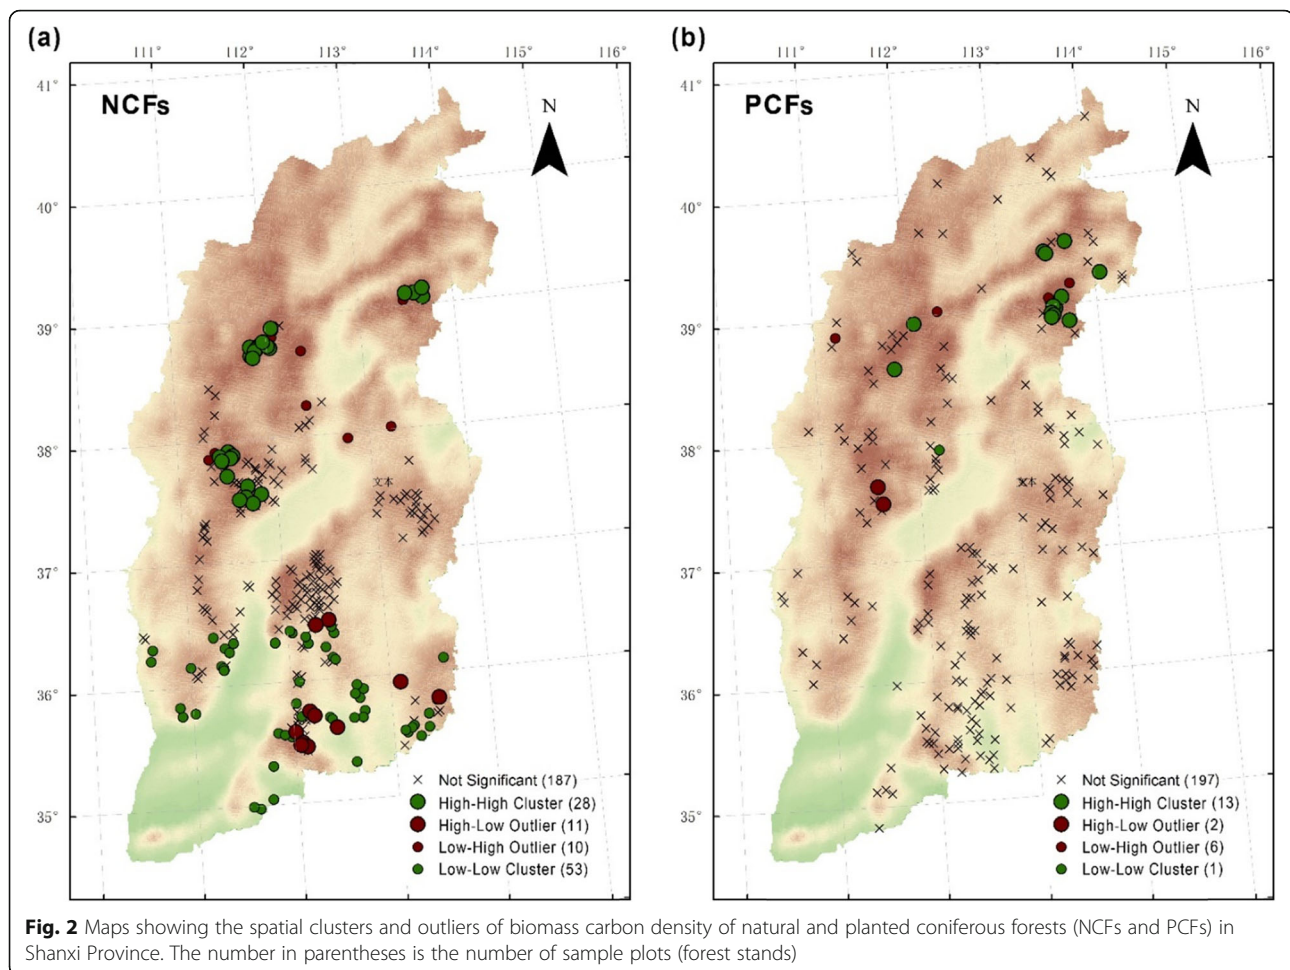 (a)
111° 112° 113° 114° 115° 116°
41°
40°
39°
38°
37°
36°
35°
NCFs
N
Not Significant (187)
High-High Cluster (28)
High-Low Outlier (11)
Low-High Outlier (10)
Low-Low Cluster (53)
(b)
111° 112° 113° 114° 115° 116°
41°
40°
39°
38°
37°
36°
35°
PCFs
N
Not Significant (197)
High-High Cluster (13)
High-Low Outlier (2)
Low-High Outlier (6)
Low-Low Cluster (1)
Fig. 2 Maps showing the spatial clusters and outliers of biomass carbon density of natural and planted coniferous forests (NCFs and PCFs) in
Shanxi Province. The number in parentheses is the number of sample plots (forest stands)